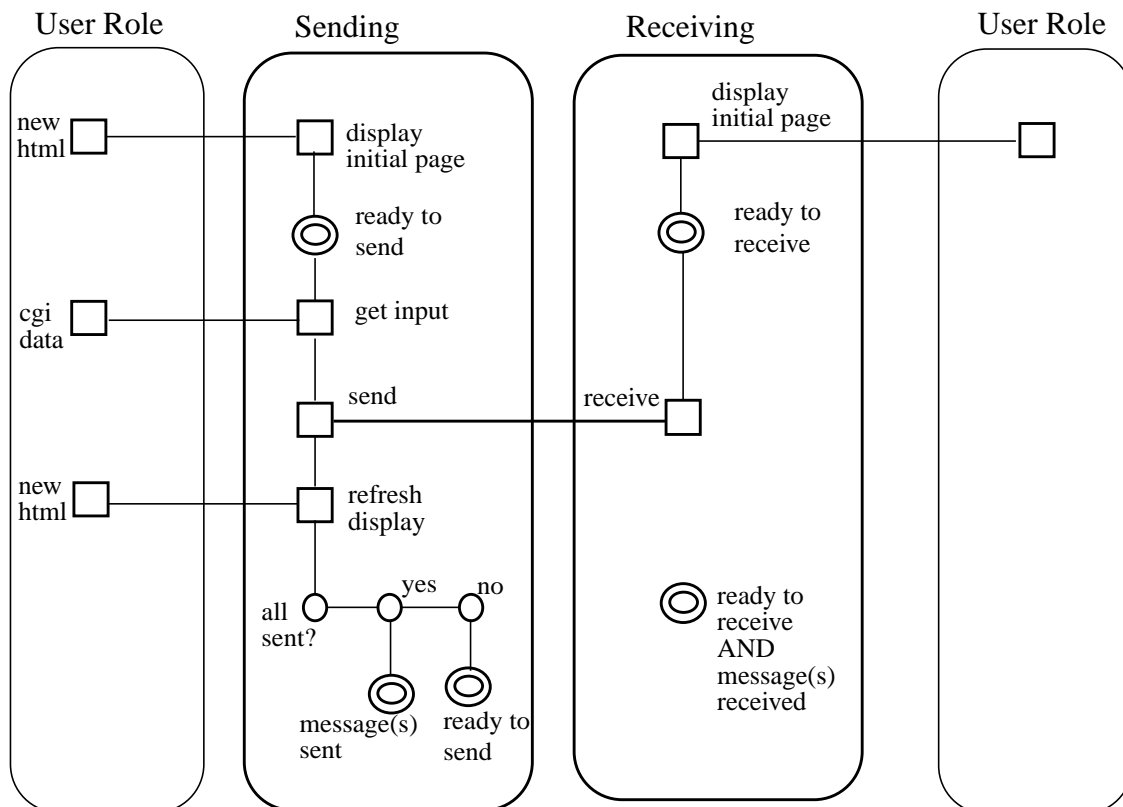 User Role
Sending
Receiving
User Role
new
html
display
initial page
display
initial page
ready to
send
ready to
receive
cgi
data
get input
send
receive
new
html
refresh
display
all
sent?
yes
no
message(s)
sent
ready to
send
ready to
receive
AND
message(s)
received